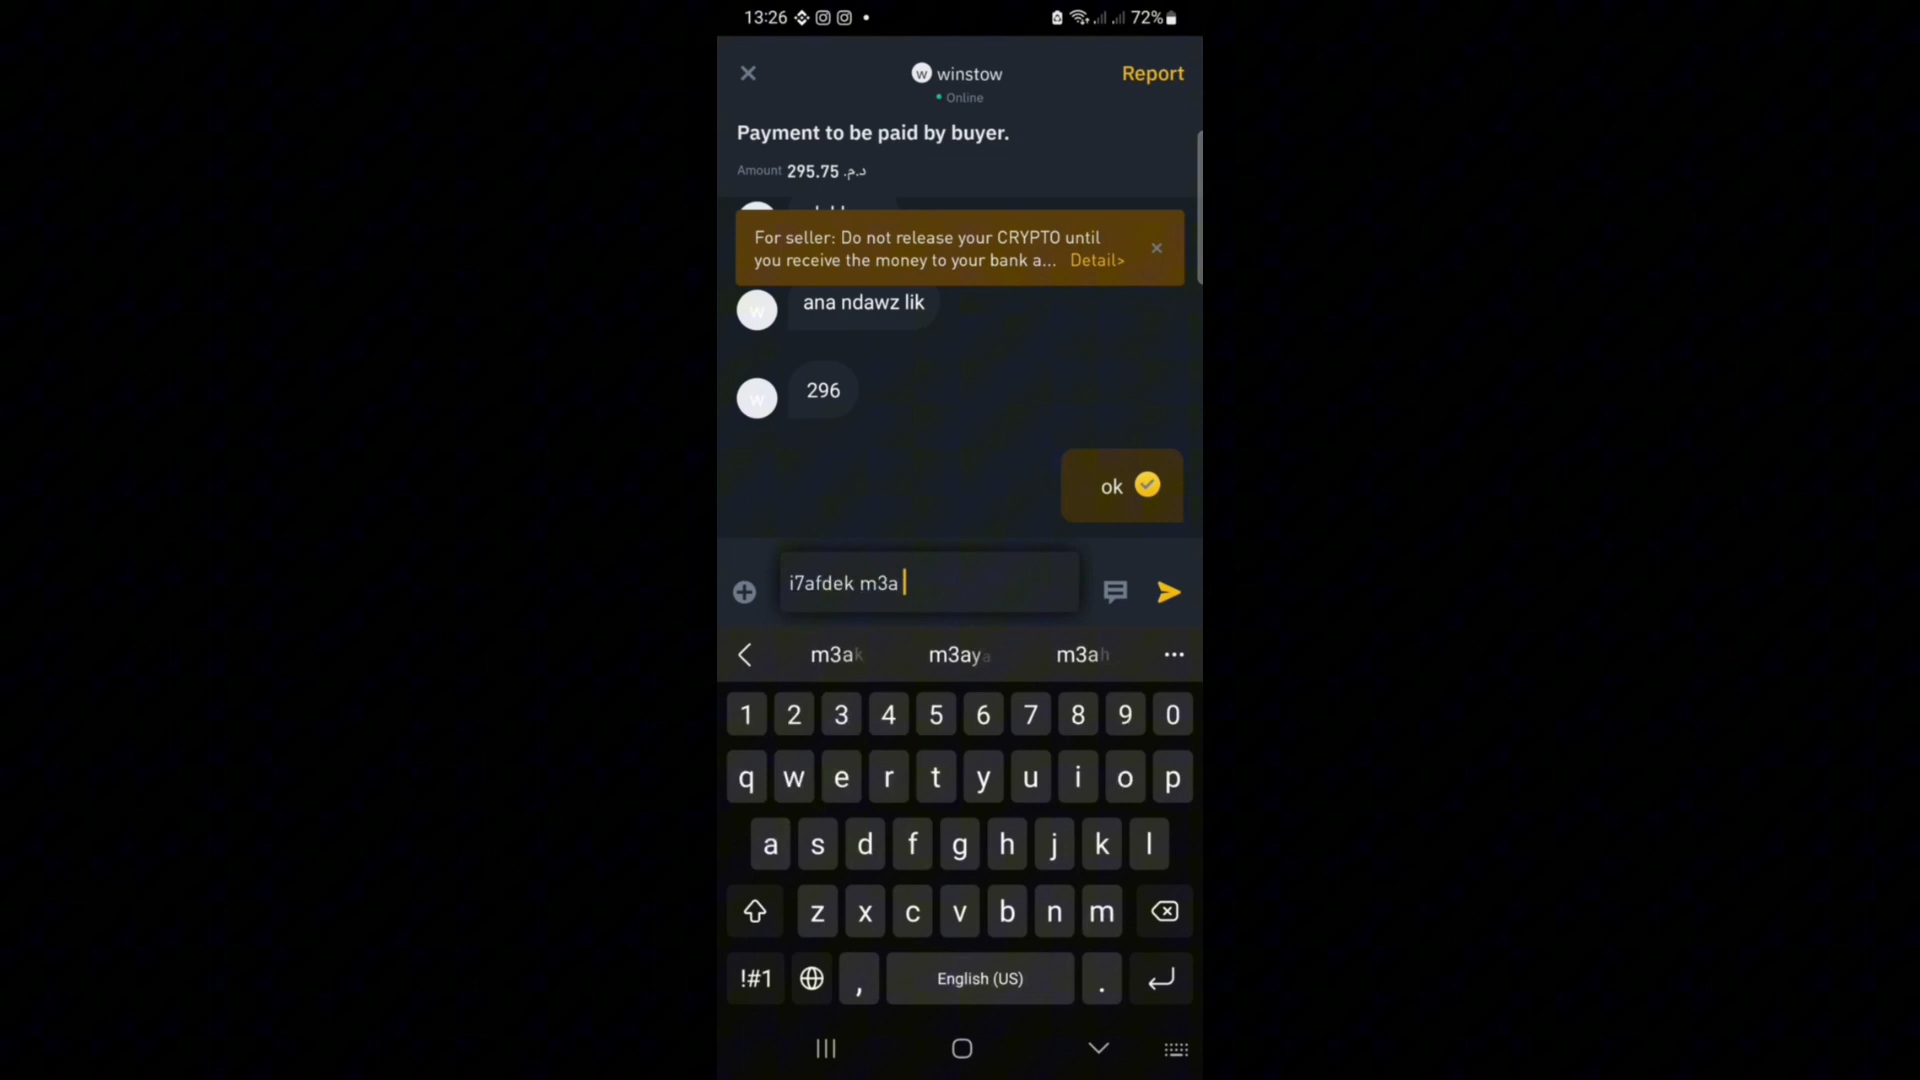 13:26
72%
winstow
Report
Online
Payment to be paid by buyer.
Amount 295.75 د.م.
For seller: Do not release your CRYPTO until
you receive the money to your bank a... Detail>
W
ana ndawz lik
W
296
ok
i7afdek m3a
m3ak
m3aya
m3ah
1 2 3 4 5 6 7 8 9 0
q w e r t y u i o p
a s d f g h j k l
z x c v b n m
!#1 , English (US) .